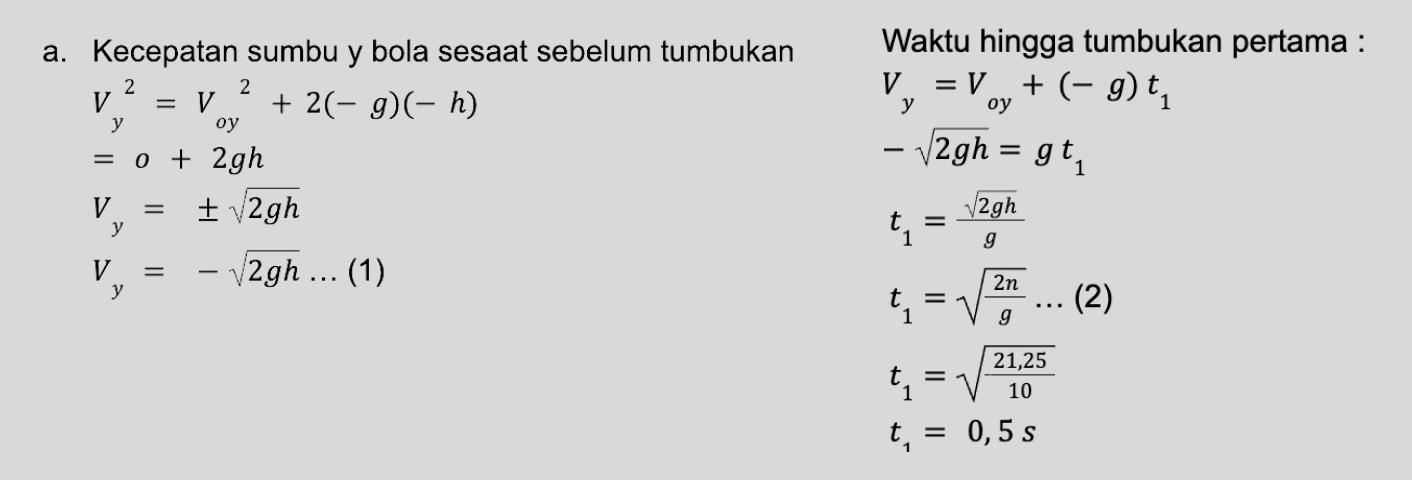 a. Kecepatan sumbu y bola sesaat sebelum tumbukan
V_y^2 = V_oy^2 + 2(− g)(− h)
= o + 2gh
V_y = ± √2gh
V_y = − √2gh ... (1)
Waktu hingga tumbukan pertama :
V_y = V_oy + (− g) t_1
− √2gh = g t_1
t_1 = √2gh / g
t_1 = √(2n / g) ... (2)
t_1 = √(21,25 / 10)
t_1 = 0, 5 s